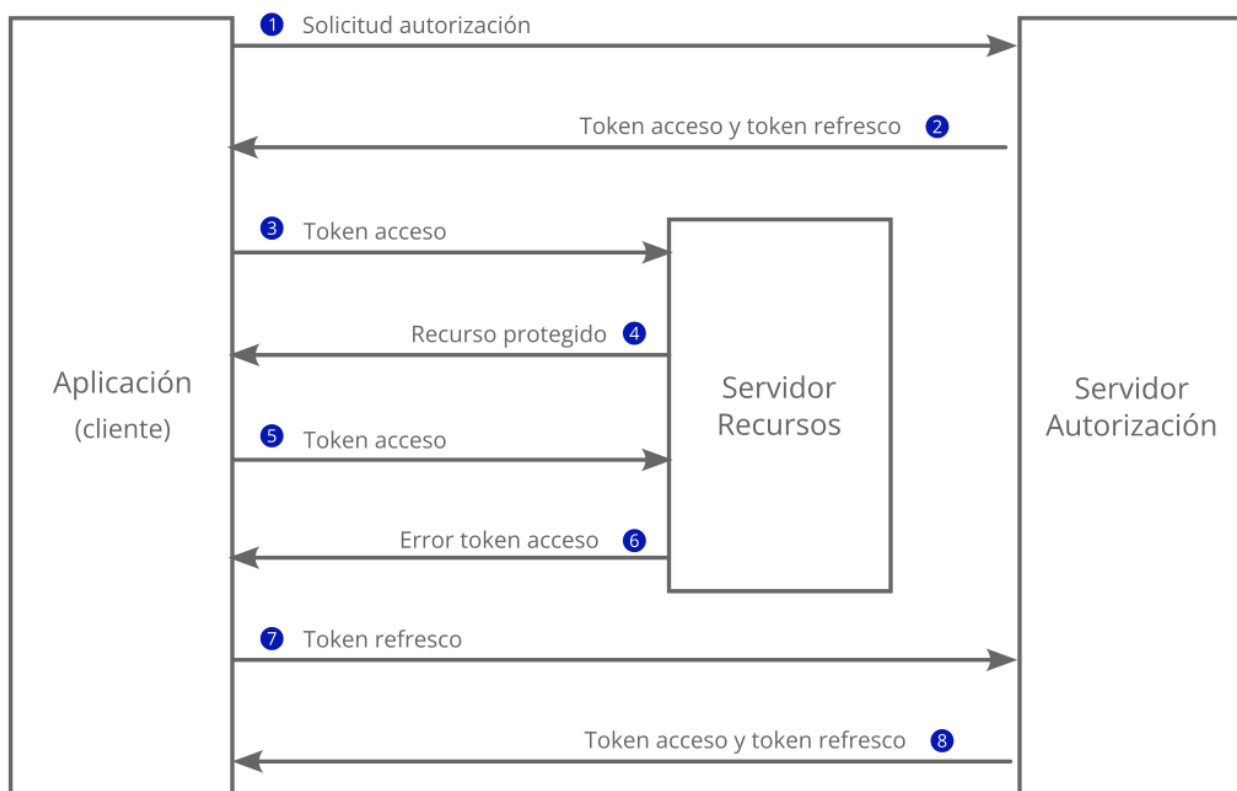 1 Solicitud autorización
Token acceso y token refresco 2
3 Token acceso
Recurso protegido 4
Aplicación
(cliente)
Servidor
Recursos
Servidor
Autorización
5 Token acceso
Error token acceso 6
7 Token refresco
Token acceso y token refresco 8